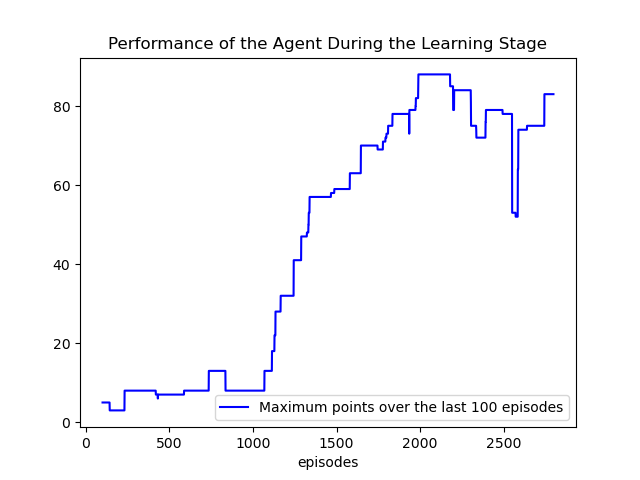 Performance of the Agent During the Learning Stage
80
60
40
20
0
Maximum points over the last 100 episodes
0 500 1000 1500 2000 2500
episodes